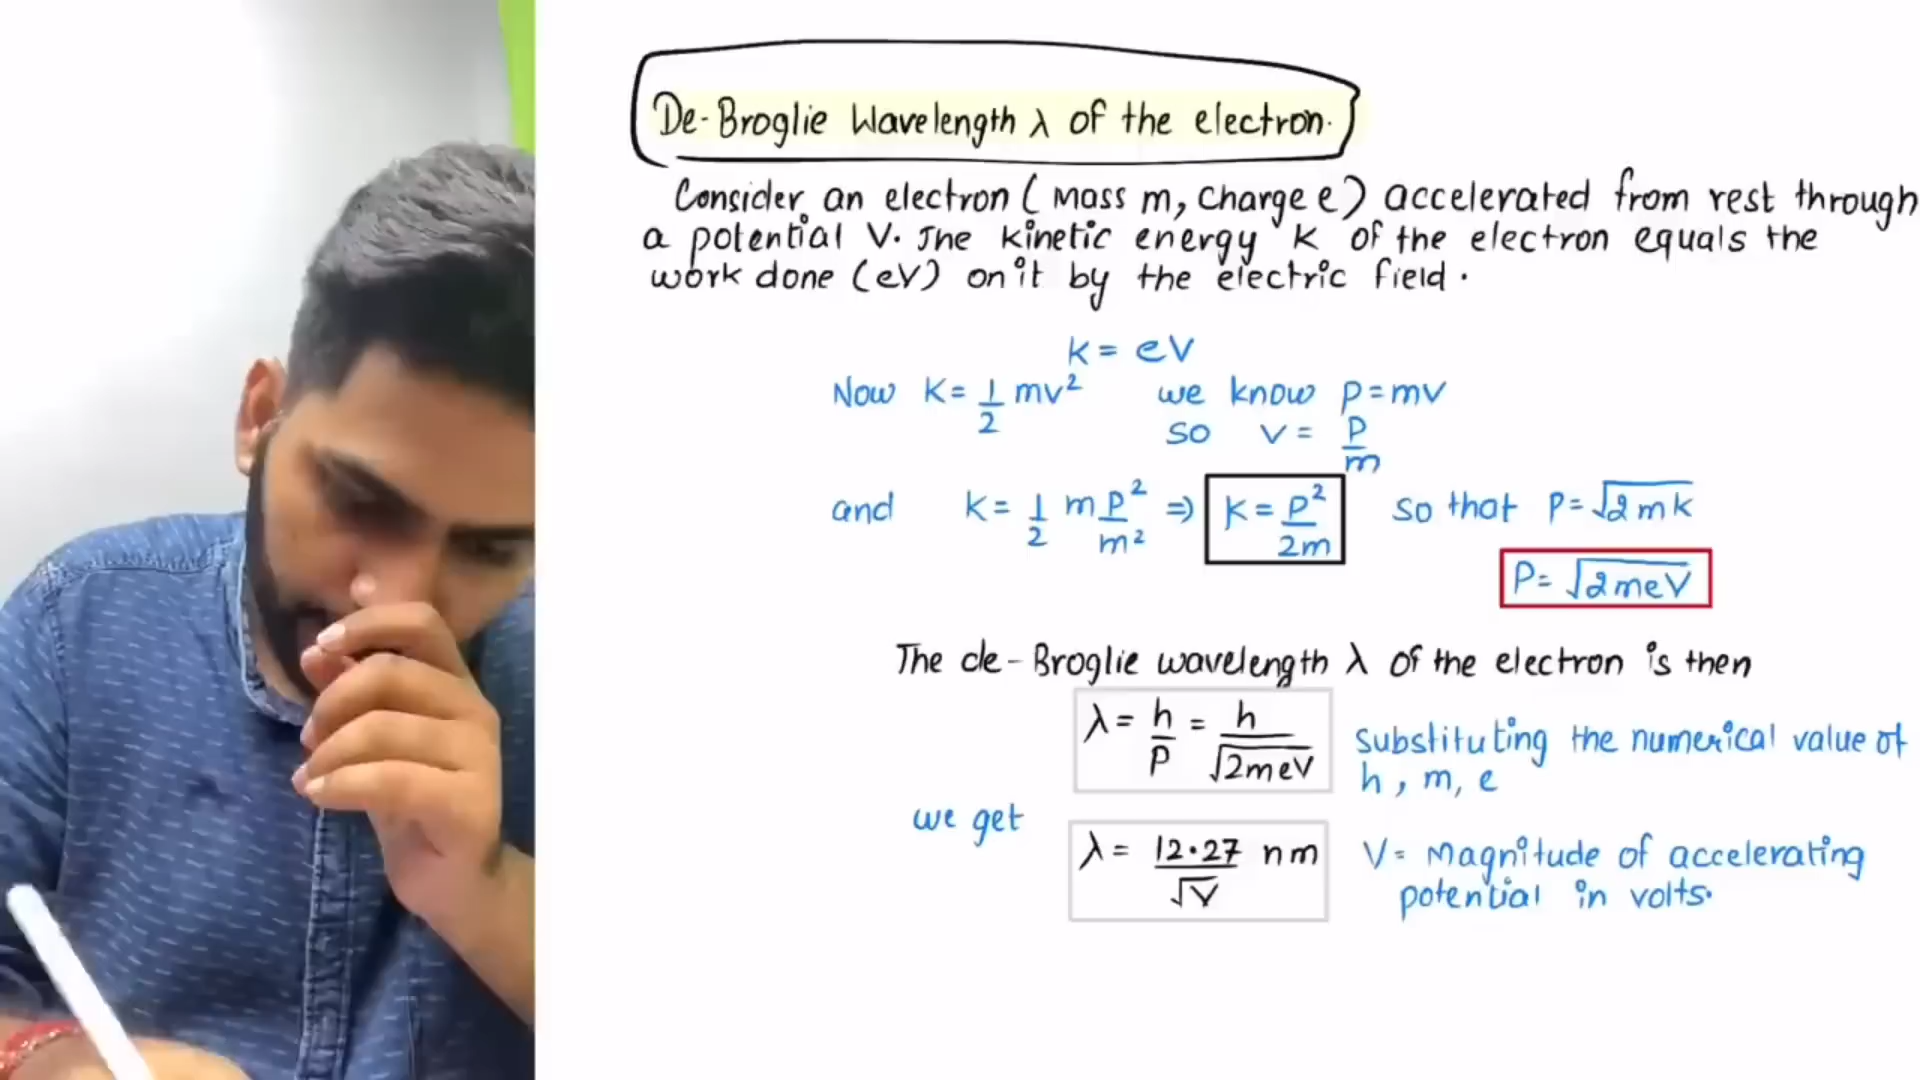 De-Broglie Wavelength λ of the electron.
Consider an electron (mass m, charge e) accelerated from rest through
a potential V. The kinetic energy K of the electron equals the
work done (eV) on it by the electric field.
K = eV
Now K = 1/2 mv² we know p = mv
so v = P/m
and K = 1/2 m P²/m² ⇒ K = P²/2m so that P = √2mK
P = √2meV
The de-Broglie wavelength λ of the electron is then
λ = h/P = h/√2meV substituting the numerical value of
h, m, e
we get
λ = 12.27/√V nm V = Magnitude of accelerating
potential in volts.